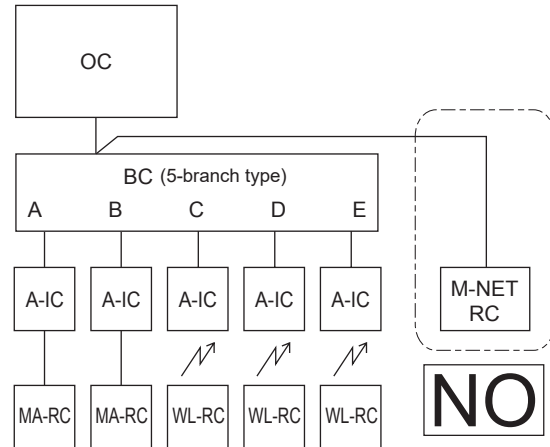 OC
BC (5-branch type)
A B C D E
A-IC A-IC A-IC A-IC A-IC
M-NET
RC
MA-RC MA-RC WL-RC WL-RC WL-RC
NO